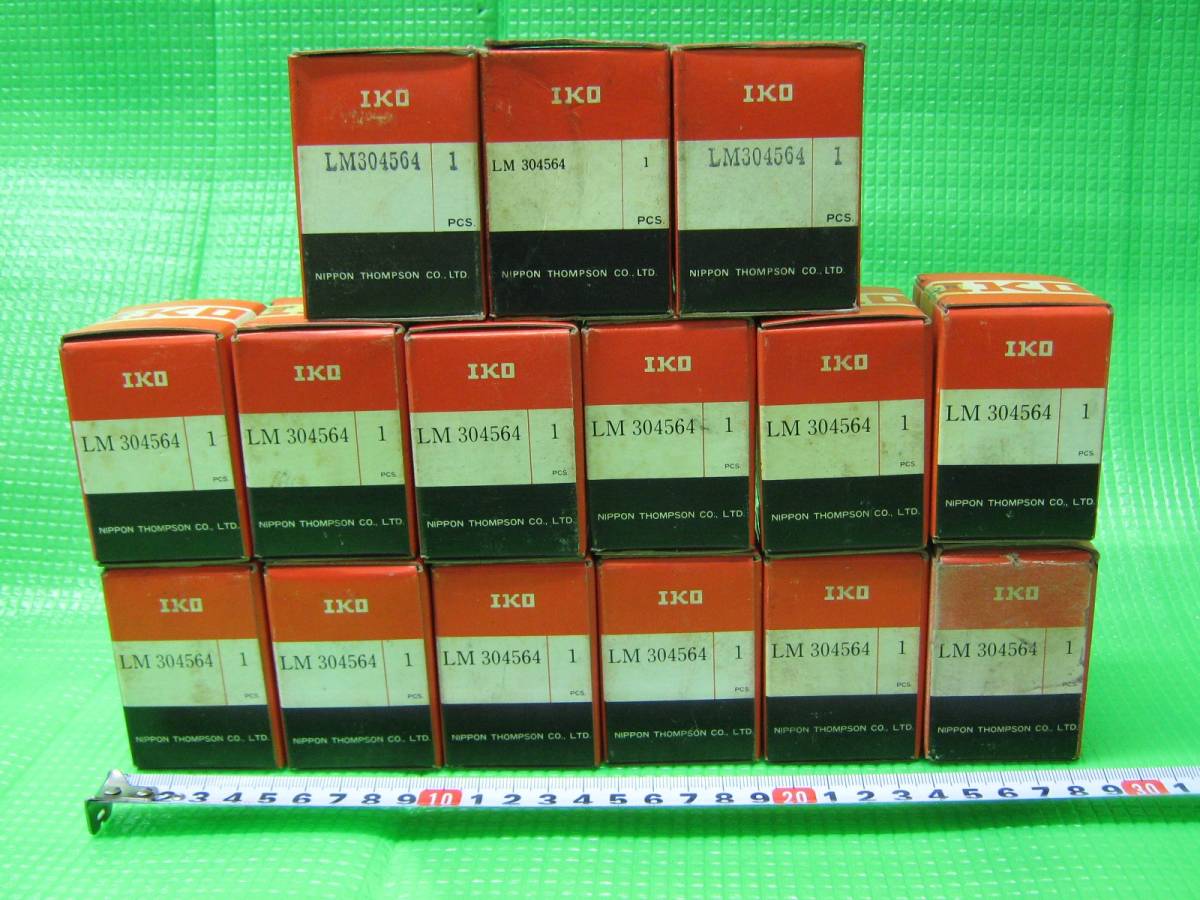 IKO
LM304564 1
PCS.
NIPPON THOMPSON CO., LTD.
IKO
LM 304564 1
PCS.
NIPPON THOMPSON CO., LTD.
IKO
LM304564 1
PCS.
NIPPON THOMPSON CO., LTD.
IKO
IKO
LM 304564 1
PCS.
NIPPON THOMPSON CO., LTD.
IKO
LM 304564 1
PCS.
NIPPON THOMPSON CO., LTD.
IKO
LM 304564 1
PCS.
NIPPON THOMPSON CO., LTD.
IKO
LM 304564 1
PCS.
NIPPON THOMPSON CO., LTD.
IKO
LM 304564 1
PCS.
NIPPON THOMPSON CO., LTD.
IKO
IKO
LM 304564 1
PCS.
NIPPON THOMPSON CO., LTD.
IKO
LM 304564 1
PCS.
NIPPON THOMPSON CO., LTD.
IKO
LM 304564 1
PCS.
NIPPON THOMPSON CO., LTD.
IKO
LM 304564 1
PCS.
NIPPON THOMPSON CO., LTD.
IKO
LM 304564 1
PCS.
NIPPON THOMPSON CO., LTD.
IKO
LM 304564 1
PCS.
NIPPON THOMPSON CO., LTD.
IKO
LM 304564 1
PCS.
NIPPON THOMPSON CO., LTD.
2 3 4 5 6 7 8 9 10 1 2 3 4 5 6 7 8 9 20 1 2 3 4 5 6 7 8 9 30 1